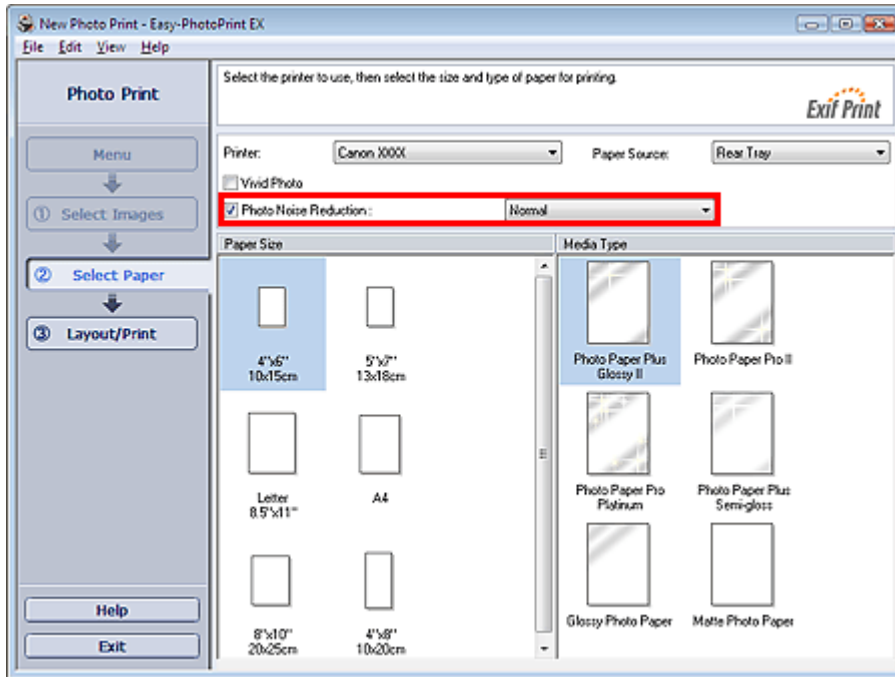 New Photo Print - Easy-PhotoPrint EX
File Edit View Help
Photo Print
Menu
① Select Images
② Select Paper
③ Layout/Print
Help
Exit
Select the printer to use, then select the size and type of paper for printing.
Exif Print
Printer: Canon XXXX Paper Source: Rear Tray
Vivid Photo
Photo Noise Reduction : Normal
Paper Size
4"x6"
10x15cm
5"x7"
13x18cm
Letter
8.5"x11"
A4
8"x10"
20x25cm
4"x8"
10x20cm
Media Type
Photo Paper Plus
Glossy II
Photo Paper Pro II
Photo Paper Pro
Platinum
Photo Paper Plus
Semi-gloss
Glossy Photo Paper
Matte Photo Paper